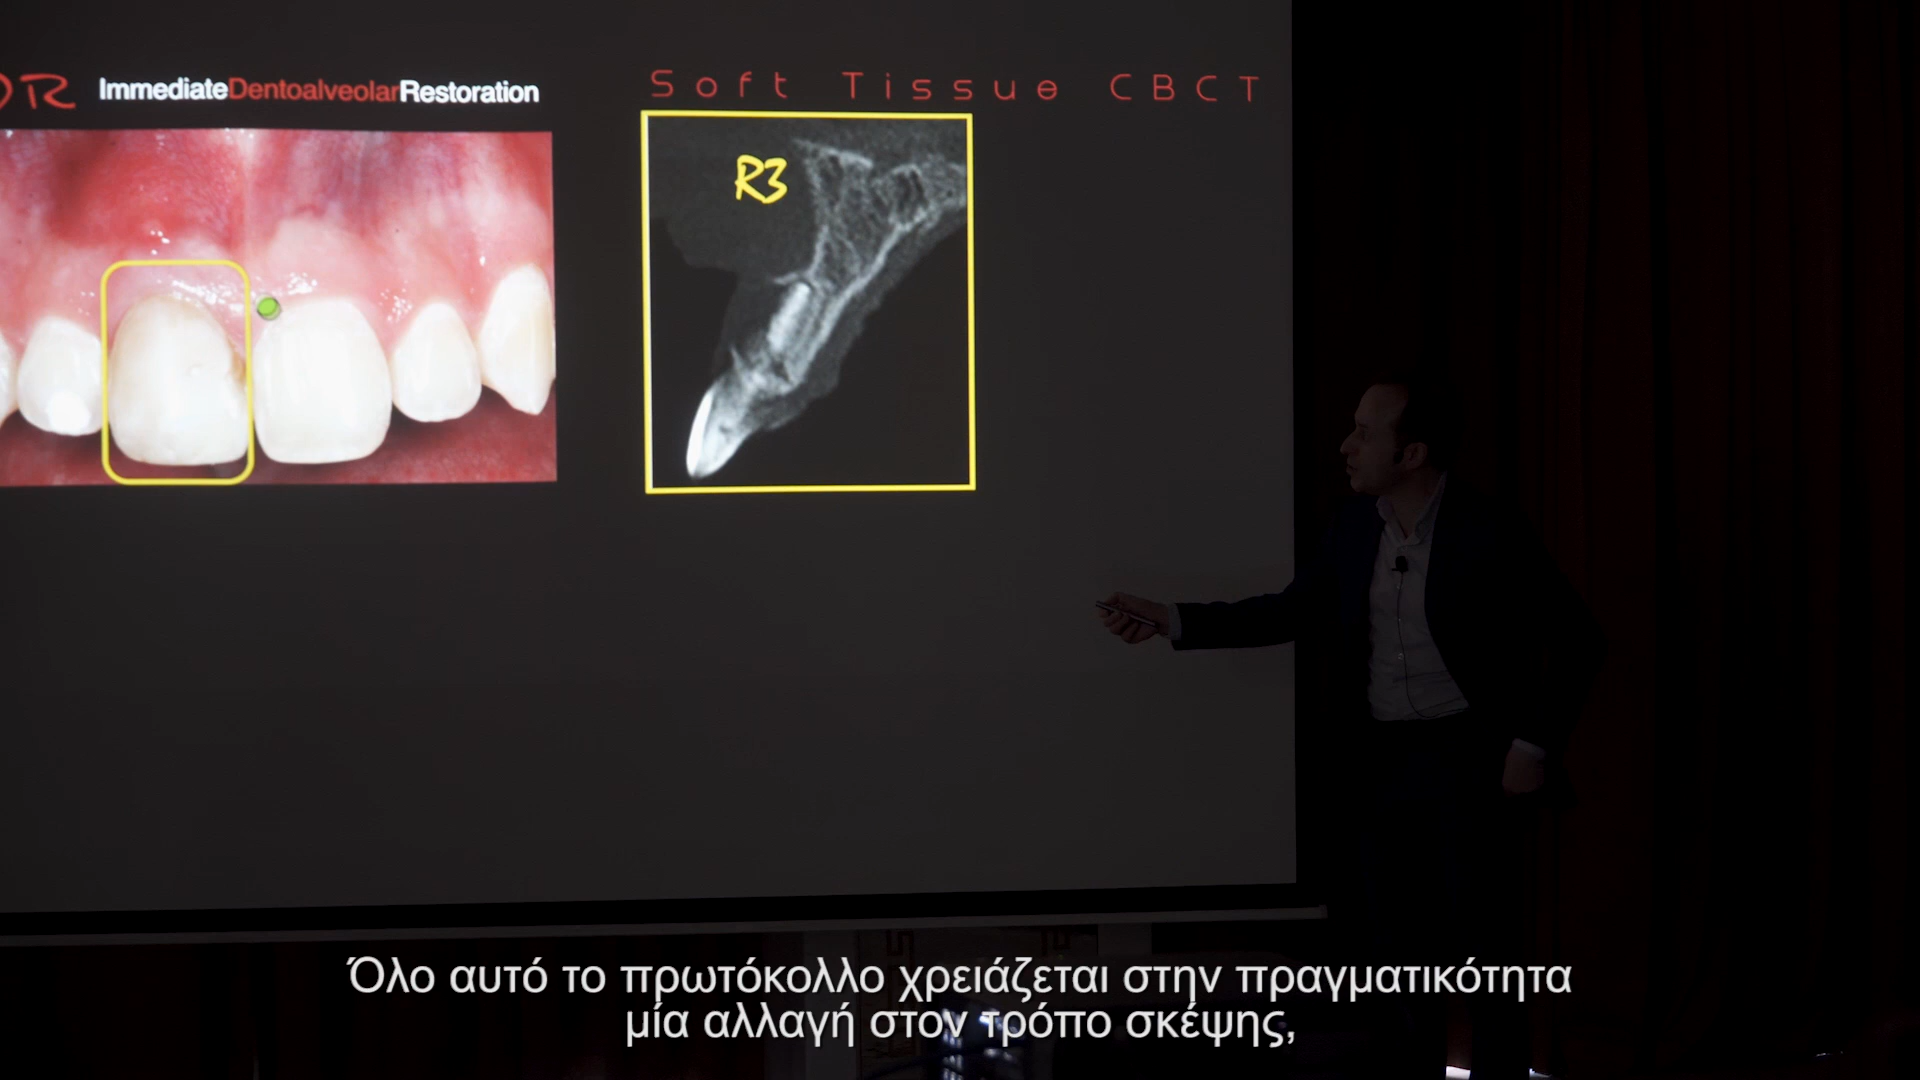 DR ImmediateDentoalveolarRestoration
Soft Tissue CBCT
R3
Όλο αυτό το πρωτόκολλο χρειάζεται στην πραγματικότητα
μία αλλαγή στον τρόπο σκέψης,